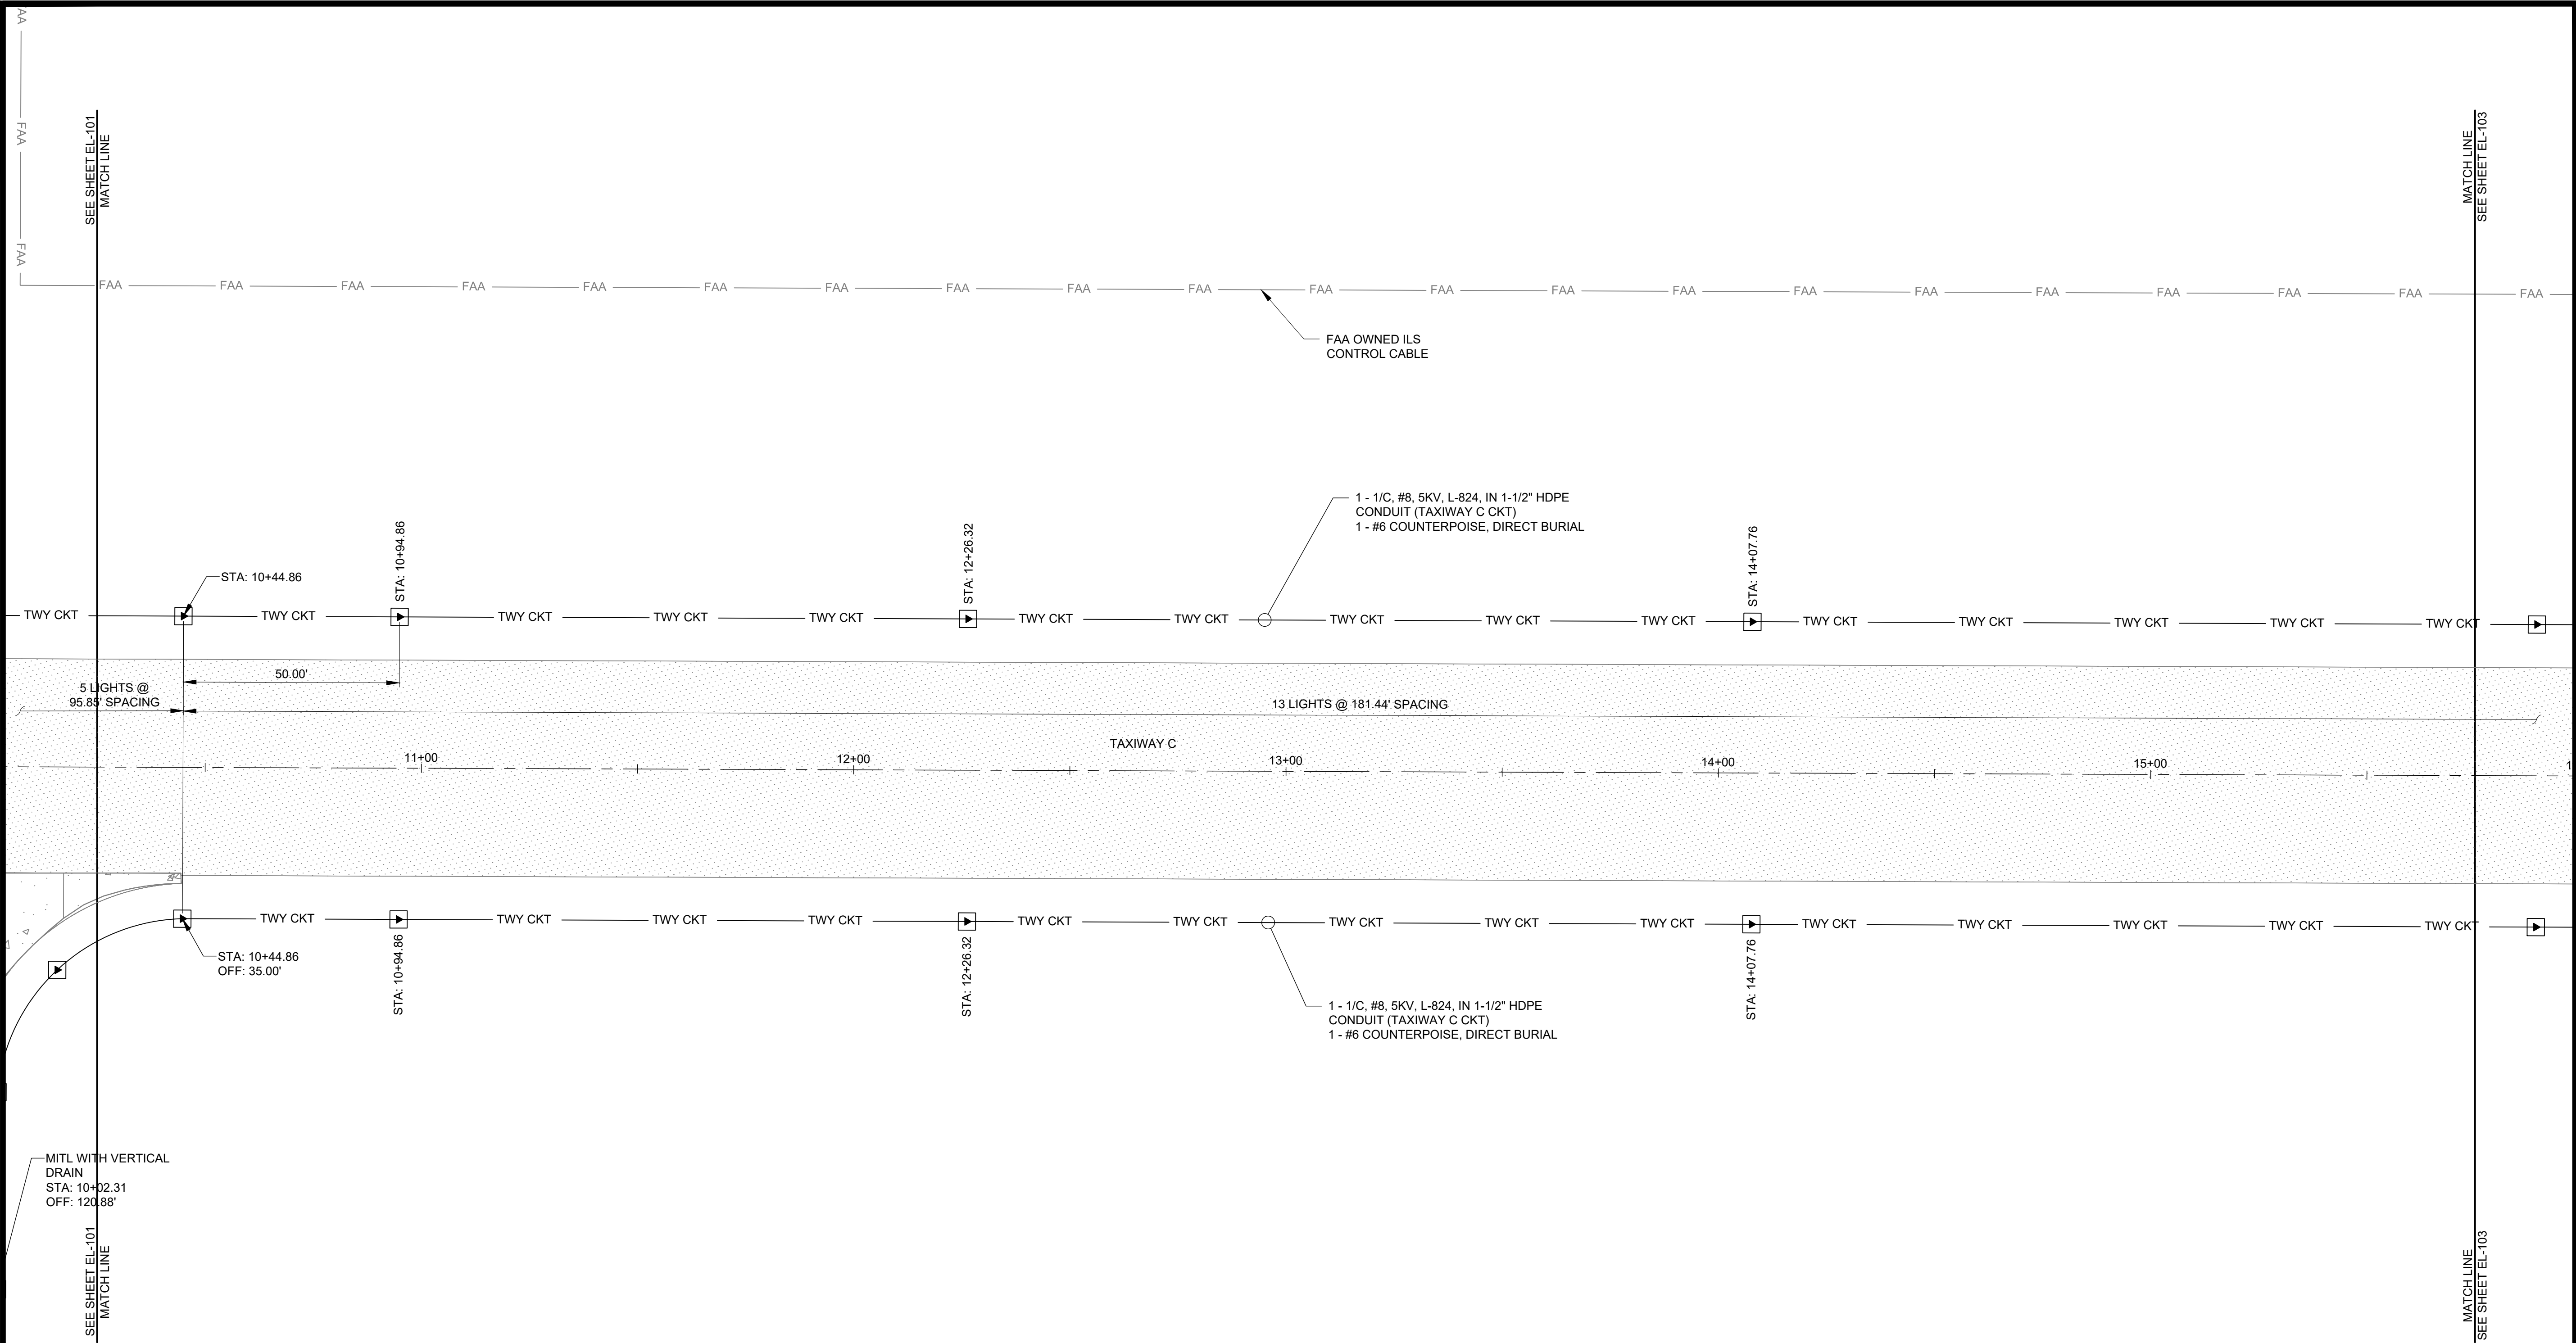 AA
FAA
FAA
SEE SHEET EL-101
MATCH LINE
MATCH LINE
SEE SHEET EL-103
FAA FAA FAA FAA FAA FAA FAA FAA FAA FAA FAA FAA FAA FAA FAA FAA FAA FAA FAA FAA FAA
FAA OWNED ILS
CONTROL CABLE
1 - 1/C, #8, 5KV, L-824, IN 1-1/2" HDPE
CONDUIT (TAXIWAY C CKT)
1 - #6 COUNTERPOISE, DIRECT BURIAL
STA: 10+44.86
STA: 10+94.86
STA: 12+26.32
STA: 14+07.76
TWY CKT TWY CKT TWY CKT TWY CKT TWY CKT TWY CKT TWY CKT TWY CKT TWY CKT TWY CKT TWY CKT TWY CKT TWY CKT TWY CKT TWY CKT
50.00'
5 LIGHTS @
95.85' SPACING
13 LIGHTS @ 181.44' SPACING
TAXIWAY C
11+00 12+00 13+00 14+00 15+00 1
TWY CKT TWY CKT TWY CKT TWY CKT TWY CKT TWY CKT TWY CKT TWY CKT TWY CKT TWY CKT TWY CKT TWY CKT TWY CKT TWY CKT
STA: 10+44.86
OFF: 35.00'
STA: 10+94.86
STA: 12+26.32
STA: 14+07.76
1 - 1/C, #8, 5KV, L-824, IN 1-1/2" HDPE
CONDUIT (TAXIWAY C CKT)
1 - #6 COUNTERPOISE, DIRECT BURIAL
MITL WITH VERTICAL
DRAIN
STA: 10+02.31
OFF: 120.88'
SEE SHEET EL-101
MATCH LINE
MATCH LINE
SEE SHEET EL-103